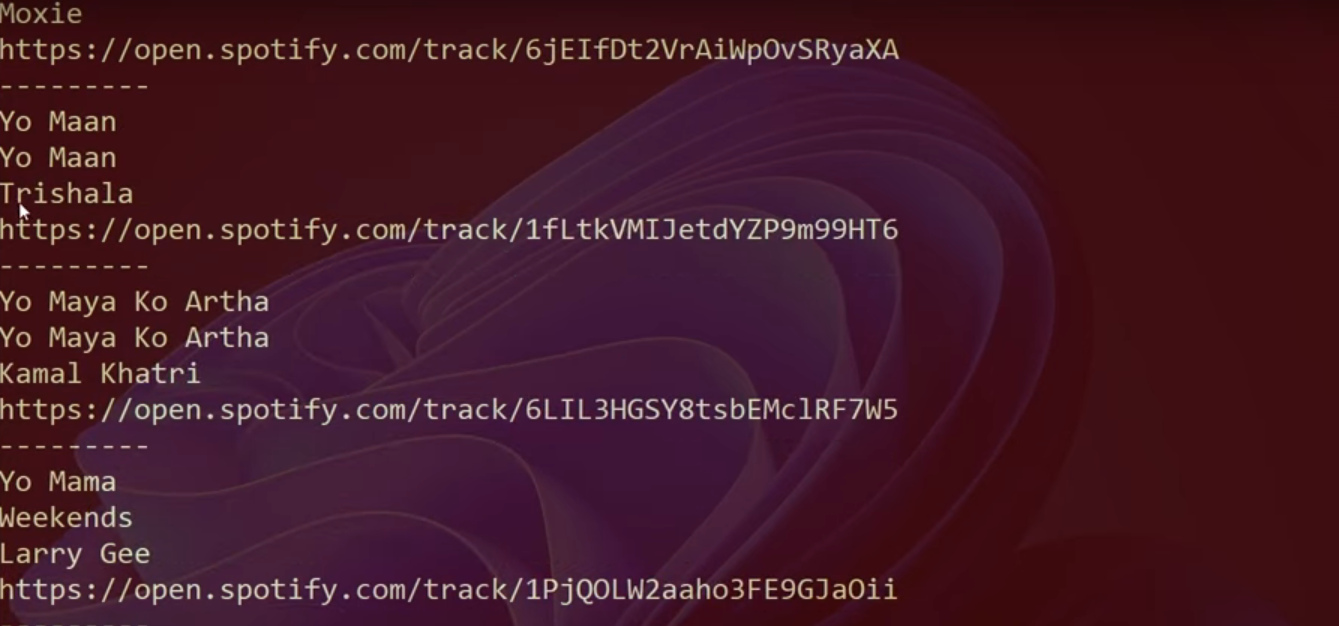 Moxie
https://open.spotify.com/track/6jEIfDt2VrAiWpOvSRyaXA
---------
Yo Maan
Yo Maan
Trishala
https://open.spotify.com/track/1fLtkVMIJetdYZP9m99HT6
---------
Yo Maya Ko Artha
Yo Maya Ko Artha
Kamal Khatri
https://open.spotify.com/track/6LIL3HGSY8tsbEMclRF7W5
---------
Yo Mama
Weekends
Larry Gee
https://open.spotify.com/track/1PjQOLW2aaho3FE9GJaOii
---------